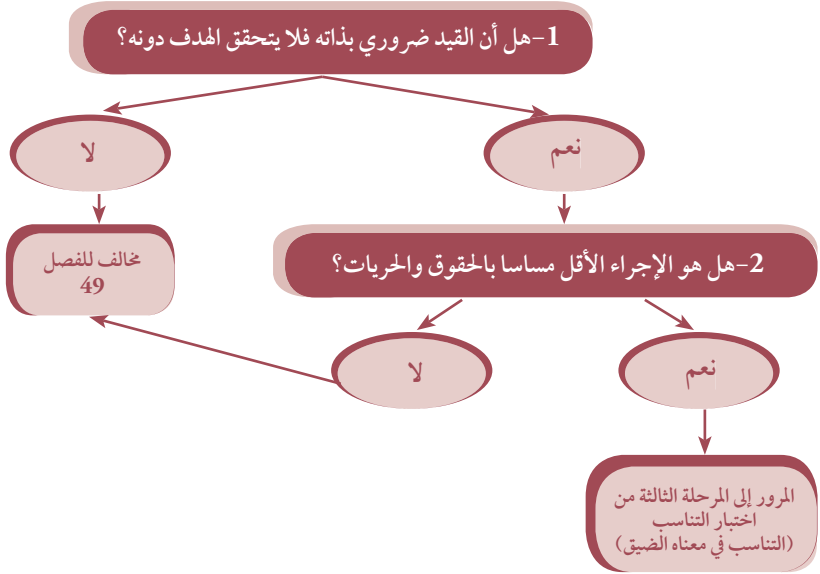 1-هل أن القيد ضروري بذاته فلا يتحقق الهدف دونه؟
نعم
لا
2-هل هو الإجراء الأقل مساسا بالحقوق والحريات؟
مخالف للفصل
49
نعم
لا
المرور إلى المرحلة الثالثة من
اختبار التناسب
(التناسب في معناه الضيق)